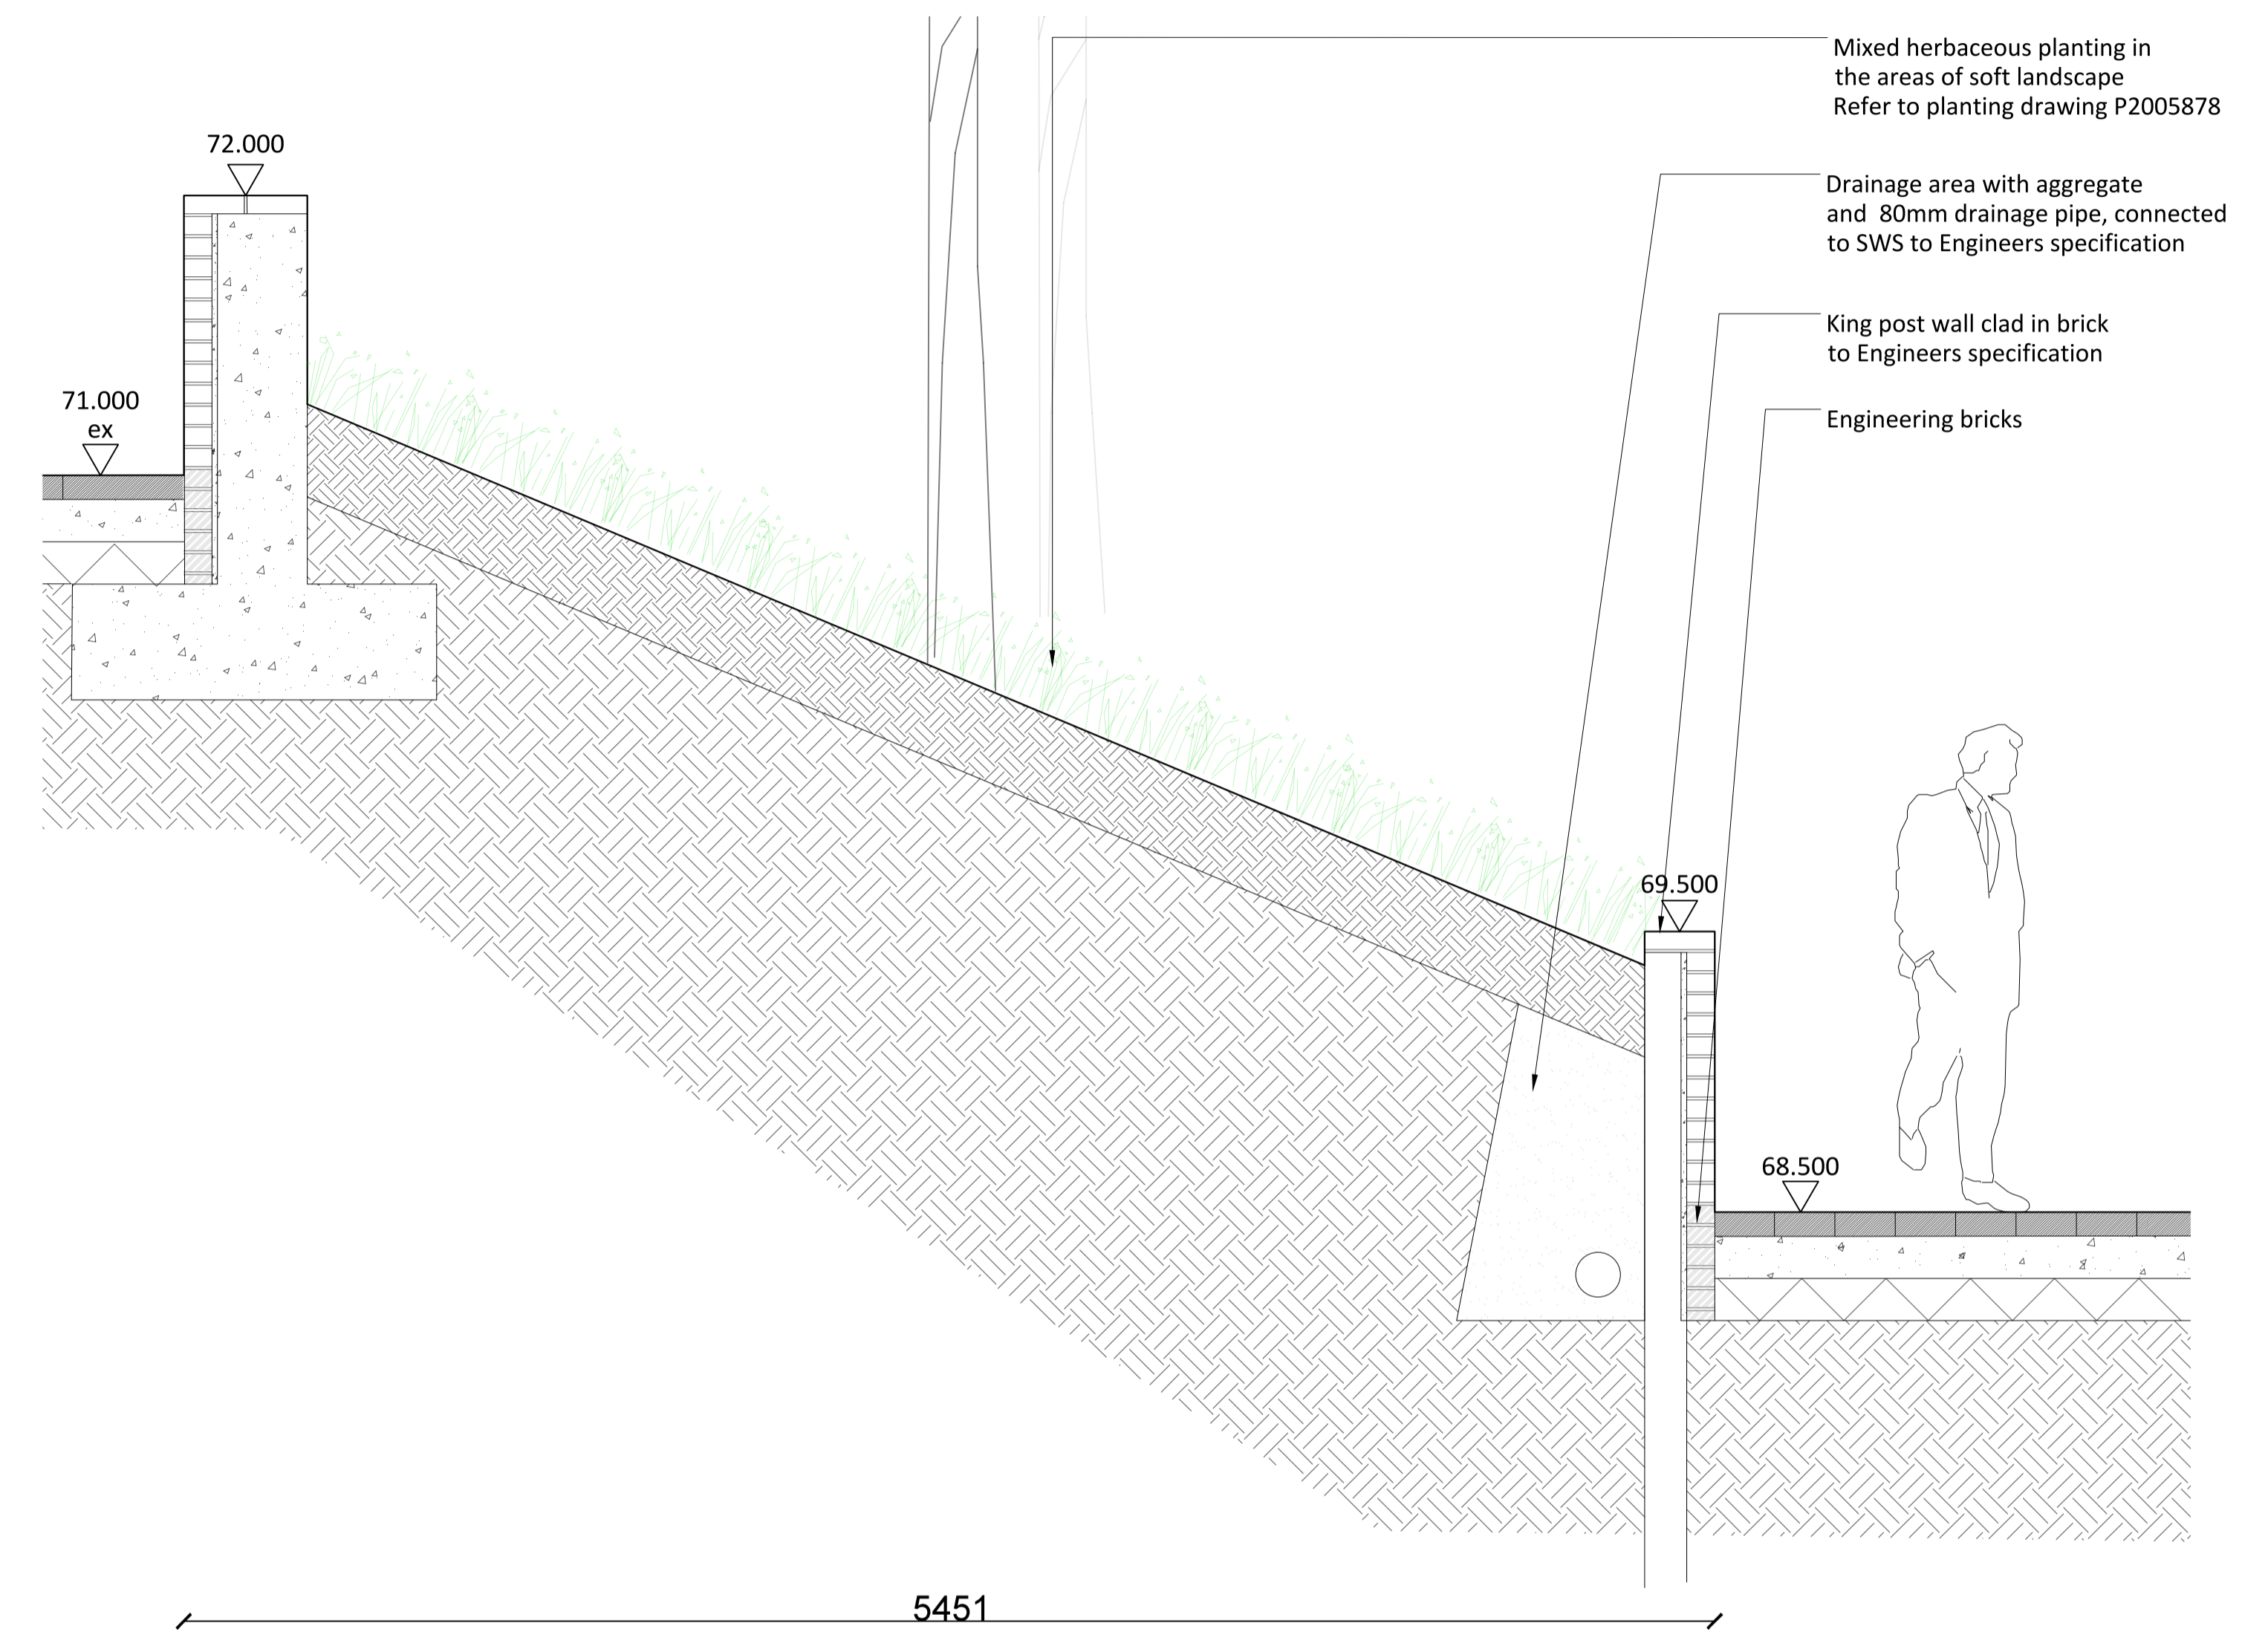 Mixed herbaceous planting in
the areas of soft landscape
Refer to planting drawing P2005878
72.000
Drainage area with aggregate
and  80mm drainage pipe, connected
to SWS to Engineers specification
King post wall clad in brick
to Engineers specification
71.000
ex
Engineering bricks
69.500
68.500
5451